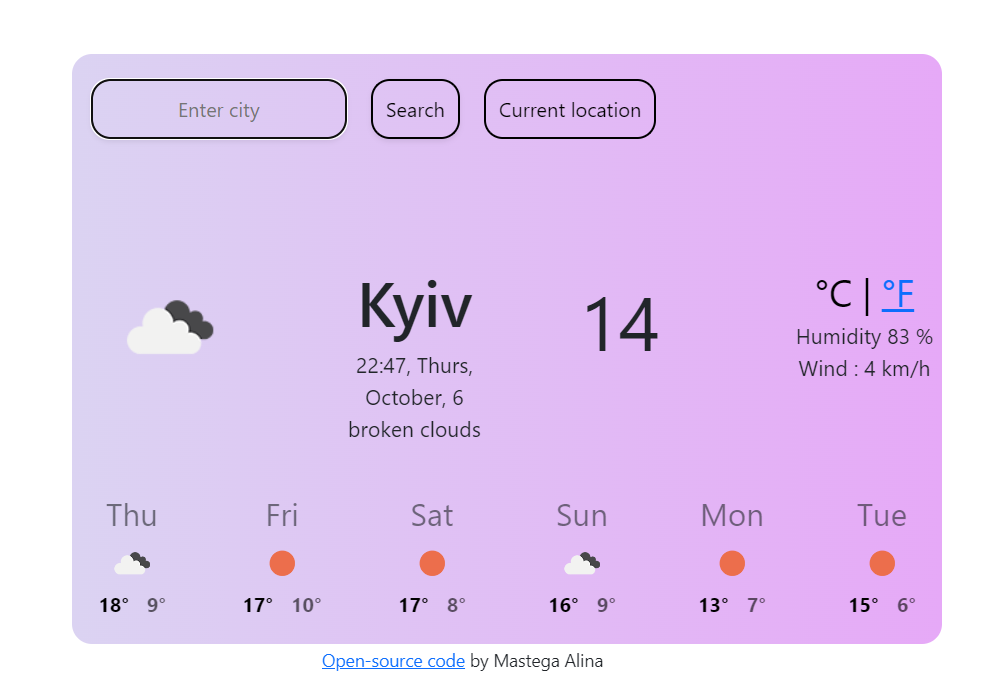 Enter city Search Current location
Kyiv
22:47, Thurs,
October, 6
broken clouds
14
°C | °F
Humidity 83 %
Wind : 4 km/h
Thu Fri Sat Sun Mon Tue
18° 9° 17° 10° 17° 8° 16° 9° 13° 7° 15° 6°
Open-source code by Mastega Alina